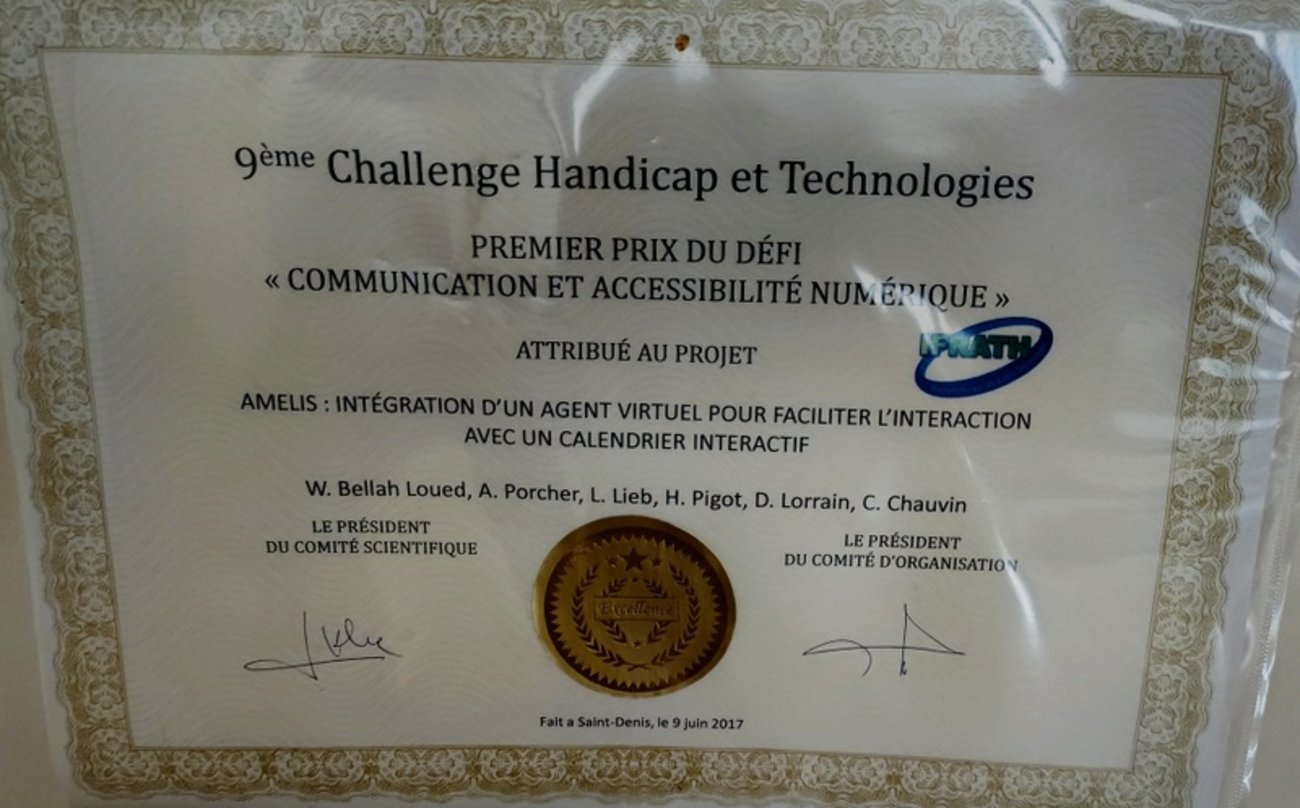 9ème Challenge Handicap et Technologies
PREMIER PRIX DU DÉFI
« COMMUNICATION ET ACCESSIBILITÉ NUMÉRIQUE »
IFRATH
ATTRIBUÉ AU PROJET
AMELIS : INTÉGRATION D'UN AGENT VIRTUEL POUR FACILITER L'INTERACTION
AVEC UN CALENDRIER INTERACTIF
W. Bellah Loued, A. Porcher, L. Lieb, H. Pigot, D. Lorrain, C. Chauvin
LE PRÉSIDENT
DU COMITÉ SCIENTIFIQUE
LE PRÉSIDENT
DU COMITÉ D'ORGANISATION
Excellence
Fait a Saint-Denis, le 9 juin 2017